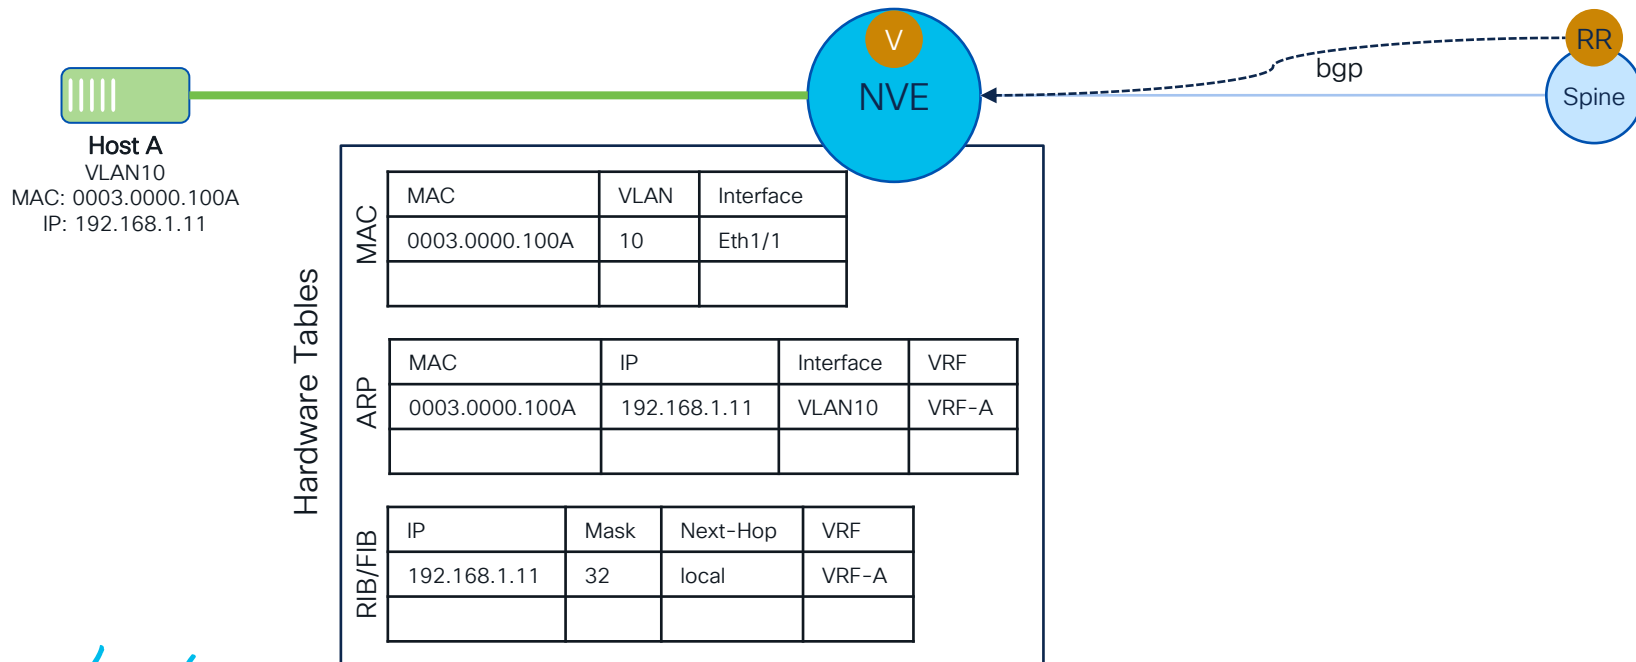 V
NVE
bgp
RR
Spine
Host A
VLAN10
MAC: 0003.0000.100A
IP: 192.168.1.11
Hardware Tables
MAC
MAC VLAN Interface
0003.0000.100A 10 Eth1/1
ARP
MAC IP Interface VRF
0003.0000.100A 192.168.1.11 VLAN10 VRF-A
RIB/FIB
IP Mask Next-Hop VRF
192.168.1.11 32 local VRF-A